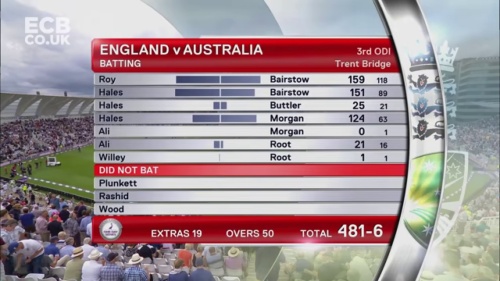 ECB
CO.UK
ENGLAND v AUSTRALIA 3rd ODI
BATTING Trent Bridge
Roy Bairstow 159 118
Hales Bairstow 151 89
Hales Buttler 25 21
Hales Morgan 124 63
Ali Morgan 0 1
Ali Root 21 16
Willey Root 1 1
DID NOT BAT
Plunkett
Rashid
Wood
EXTRAS 19 OVERS 50 TOTAL 481-6